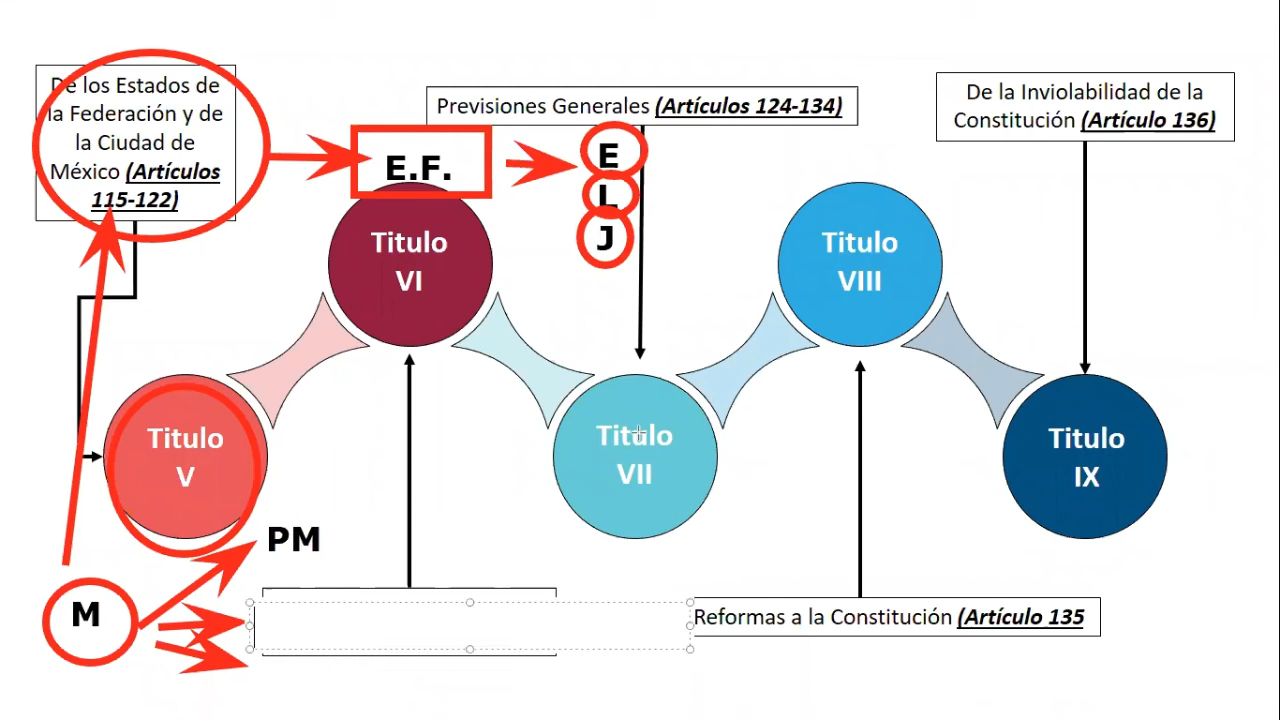 De los Estados de
la Federación y de
la Ciudad de
México (Artículos
115-122)
Previsiones Generales (Artículos 124-134)
De la Inviolabilidad de la
Constitución (Artículo 136)
E.F.
E
L
J
Titulo
VI
Titulo
VIII
Titulo
V
Titulo
VII
Titulo
IX
PM
M
Reformas a la Constitución (Artículo 135